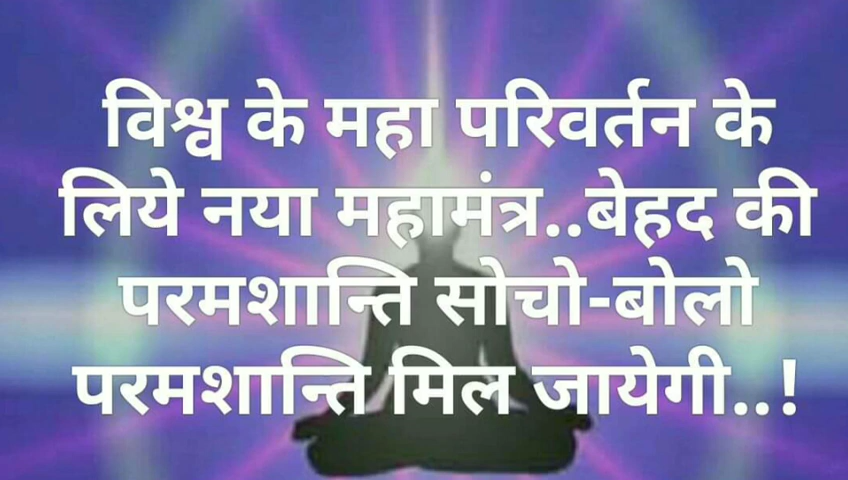 विश्व के महा परिवर्तन के
लिये नया महामंत्र..बेहद की
परमशान्ति सोचो-बोलो
परमशान्ति मिल जायेगी..!